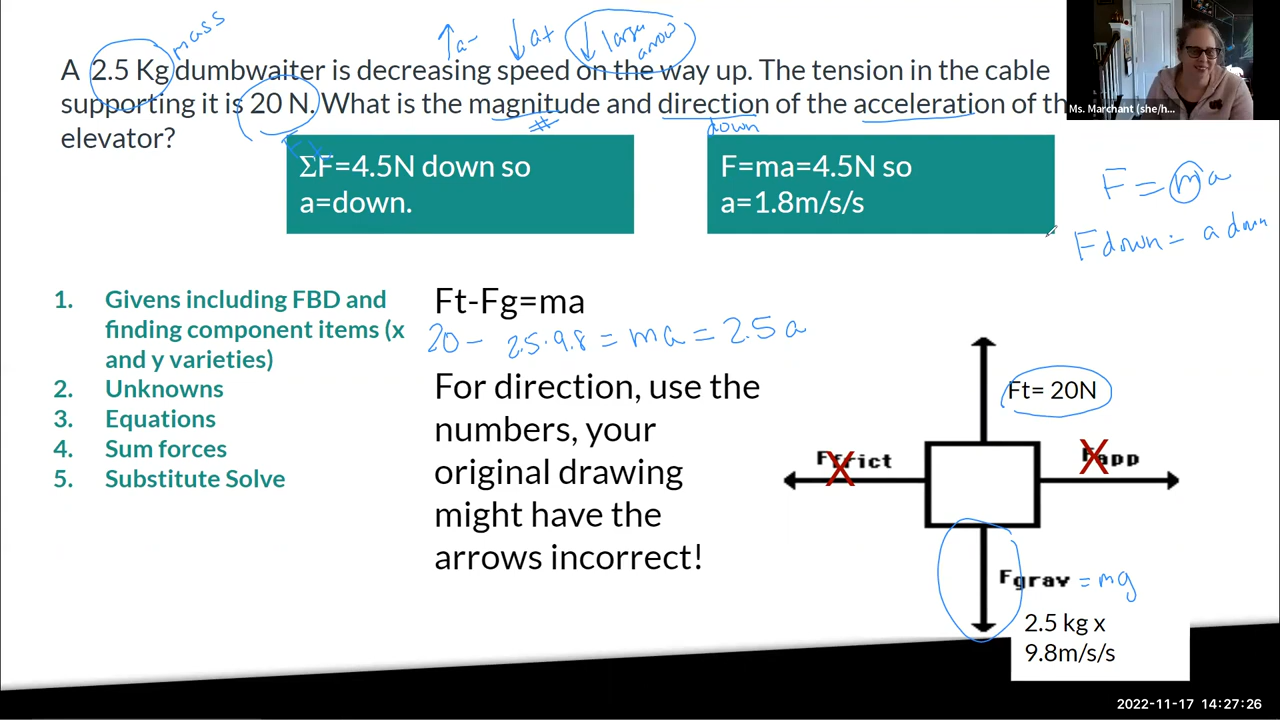 mass
↑ a-
↓ a+
↓ large
arrow
A 2.5 Kg dumbwaiter is decreasing speed on the way up. The tension in the cable
supporting it is 20 N. What is the magnitude and direction of the acceleration of th
elevator?
#
down
Ms. Marchant (she/h...
ΣF=4.5N down so
a=down.
F=ma=4.5N so
a=1.8m/s/s
F = ma
F down = a down
1. Givens including FBD and
finding component items (x
and y varieties)
2. Unknowns
3. Equations
4. Sum forces
5. Substitute Solve
Ft-Fg=ma
20 - 2.5·9.8 = ma = 2.5 a
For direction, use the
numbers, your
original drawing
might have the
arrows incorrect!
Ft= 20N
Ffrict
Fapp
Fgrav = mg
2.5 kg x
9.8m/s/s
2022-11-17 14:27:26